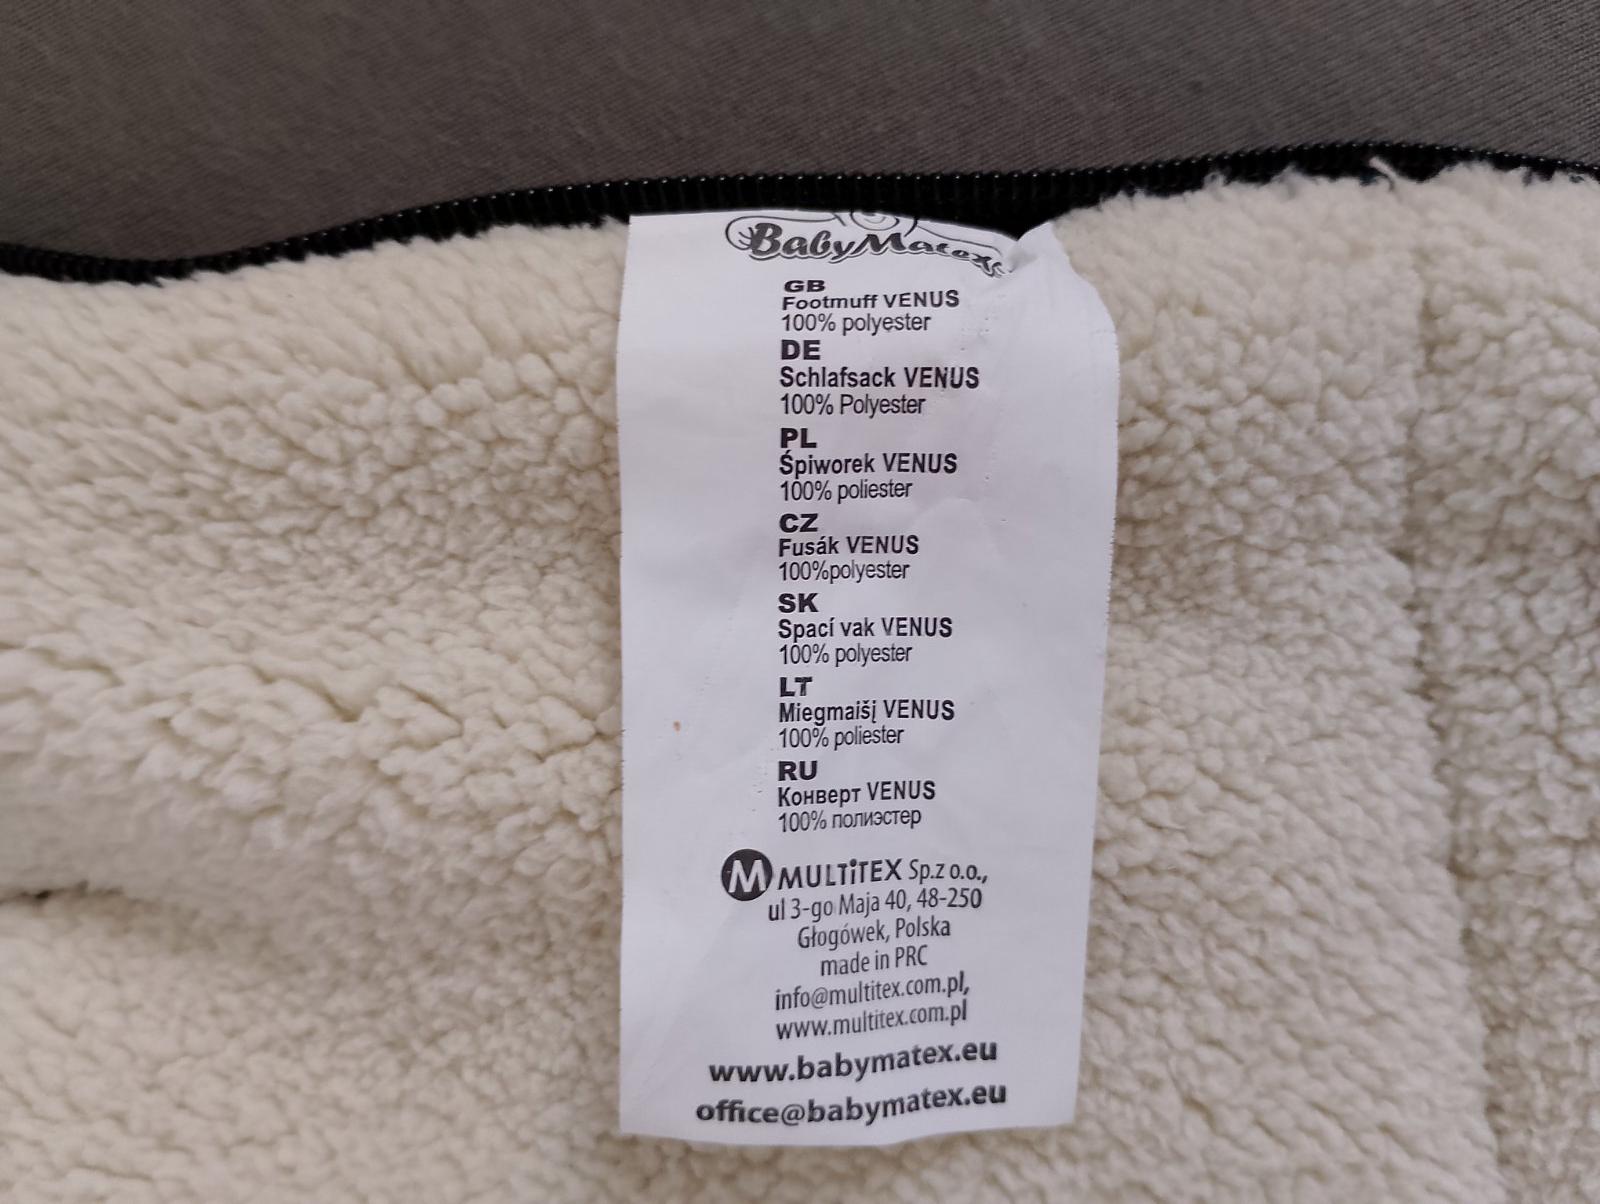 BabyMatex
GB
Footmuff VENUS
100% polyester
DE
Schlafsack VENUS
100% Polyester
PL
Śpiworek VENUS
100% poliester
CZ
Fusák VENUS
100%polyester
SK
Spací vak VENUS
100% polyester
LT
Miegmaišį VENUS
100% poliester
RU
Конверт VENUS
100% полиэстер
M MULTiTEX Sp.z o.o.,
ul 3-go Maja 40, 48-250
Głogówek, Polska
made in PRC
info@multitex.com.pl,
www.multitex.com.pl
www.babymatex.eu
office@babymatex.eu